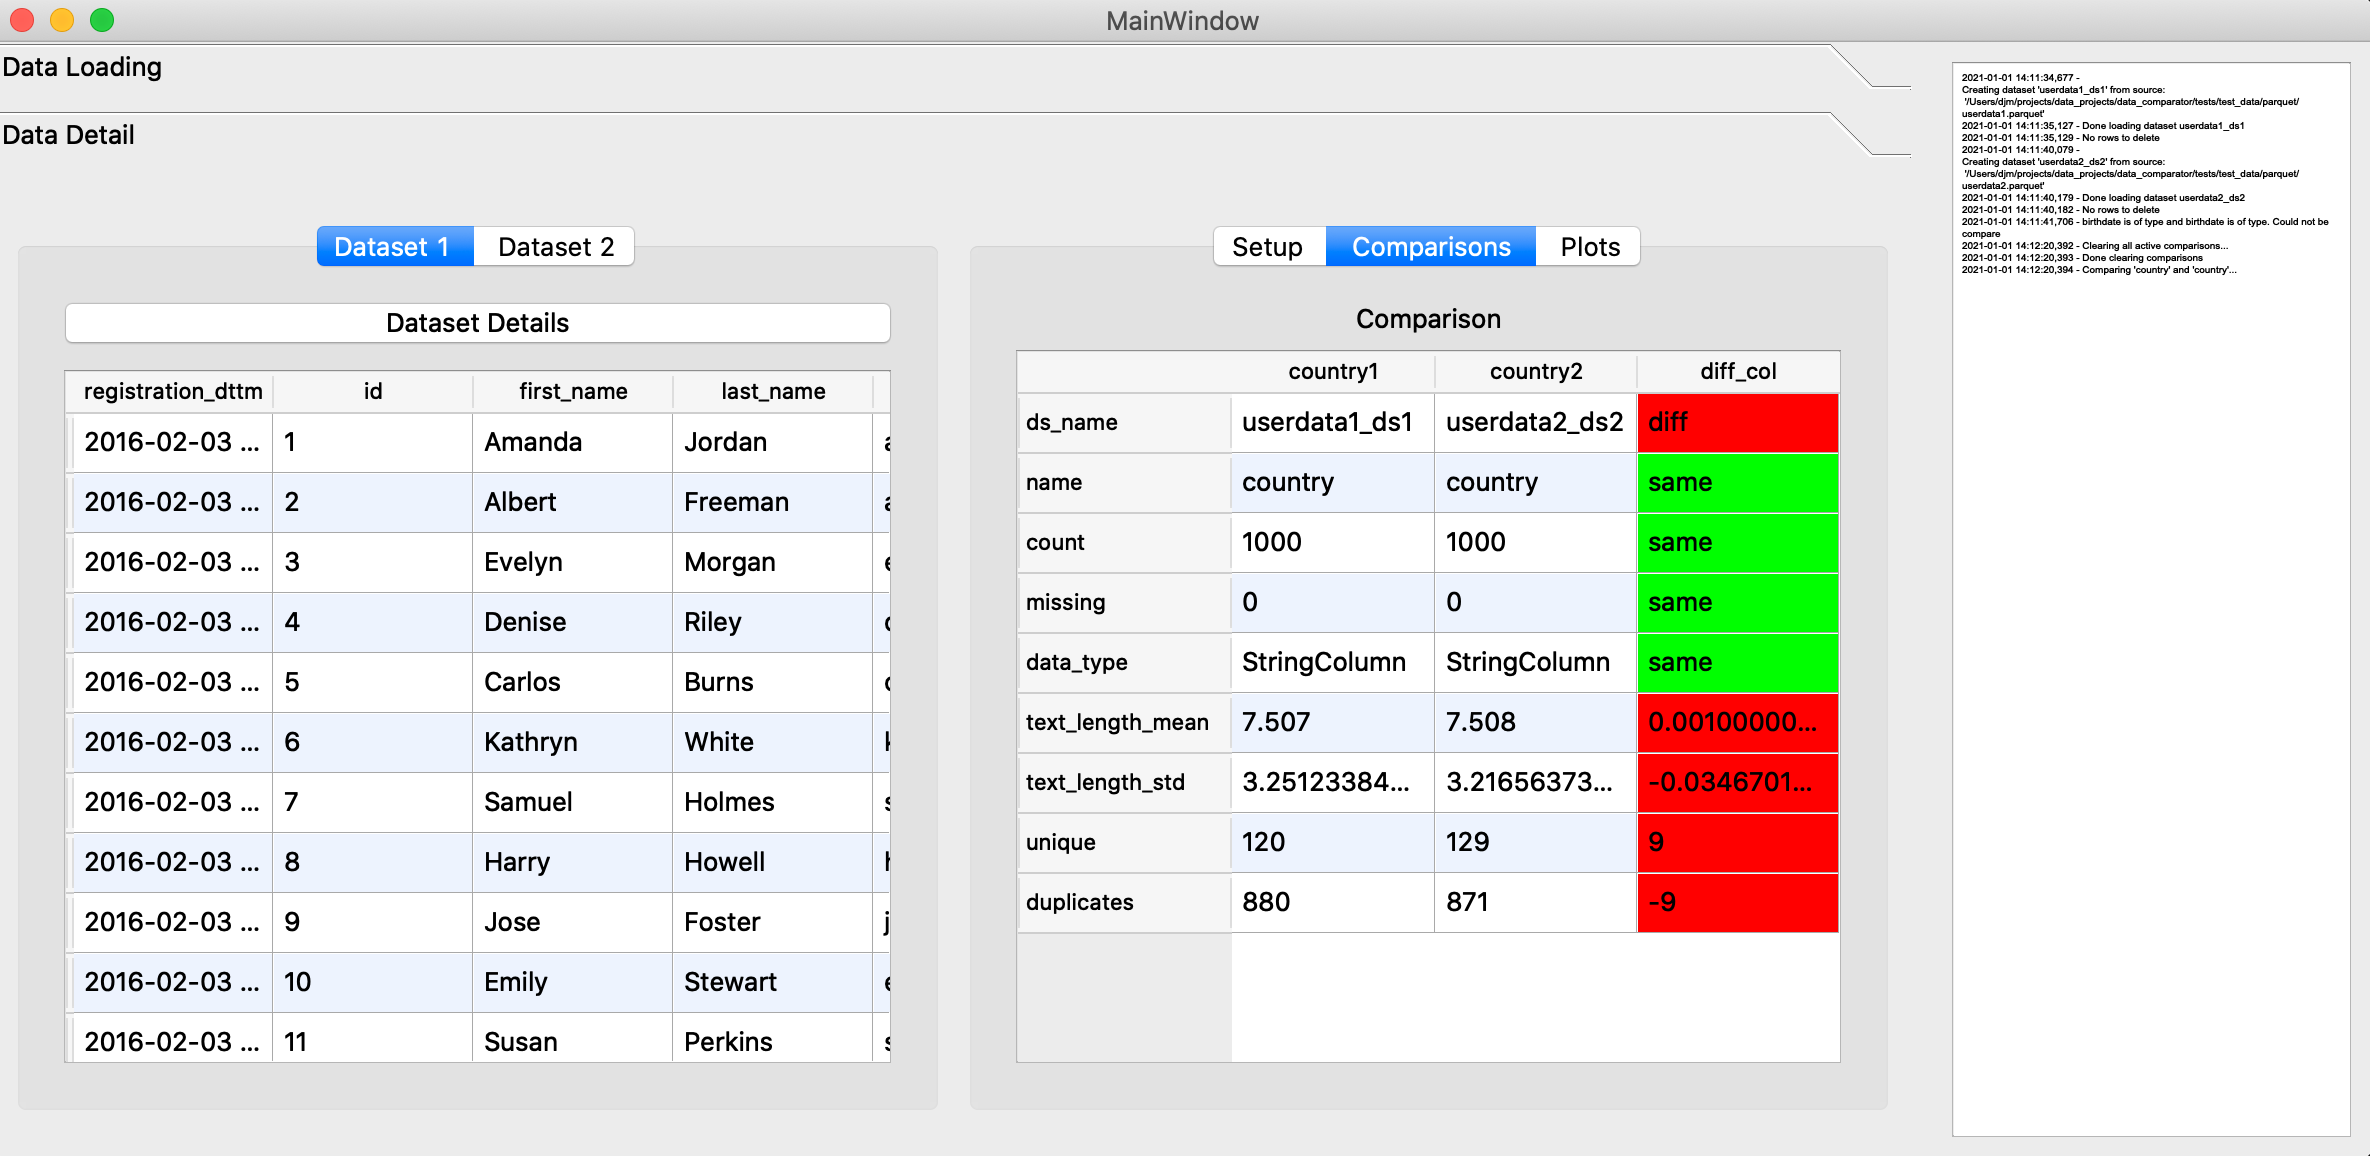 MainWindow
Data Loading
Data Detail
Dataset 1 Dataset 2
Dataset Details
registration_dttm id first_name last_name
2016-02-03 ... 1 Amanda Jordan a
2016-02-03 ... 2 Albert Freeman a
2016-02-03 ... 3 Evelyn Morgan e
2016-02-03 ... 4 Denise Riley
2016-02-03 ... 5 Carlos Burns
2016-02-03 ... 6 Kathryn White k
2016-02-03 ... 7 Samuel Holmes s
2016-02-03 ... 8 Harry Howell h
2016-02-03 ... 9 Jose Foster j
2016-02-03 ... 10 Emily Stewart e
2016-02-03 ... 11 Susan Perkins s
Setup Comparisons Plots
Comparison
country1 country2 diff_col
ds_name userdata1_ds1 userdata2_ds2 diff
name country country same
count 1000 1000 same
missing 0 0 same
data_type StringColumn StringColumn same
text_length_mean 7.507 7.508 0.00100000...
text_length_std 3.25123384... 3.21656373... -0.0346701...
unique 120 129 9
duplicates 880 871 -9
2021-01-01 14:11:34,677 -
Creating dataset 'userdata1_ds1' from source:
'/Users/djm/projects/data_projects/data_comparator/tests/test_data/parquet/
userdata1.parquet'
2021-01-01 14:11:35,127 - Done loading dataset userdata1_ds1
2021-01-01 14:11:35,129 - No rows to delete
2021-01-01 14:11:40,079 -
Creating dataset 'userdata2_ds2' from source:
'/Users/djm/projects/data_projects/data_comparator/tests/test_data/parquet/
userdata2.parquet'
2021-01-01 14:11:40,179 - Done loading dataset userdata2_ds2
2021-01-01 14:11:40,182 - No rows to delete
2021-01-01 14:11:41,706 - birthdate is of type and birthdate is of type. Could not be
compare
2021-01-01 14:12:20,392 - Clearing all active comparisons...
2021-01-01 14:12:20,393 - Done clearing comparisons
2021-01-01 14:12:20,394 - Comparing 'country' and 'country'...